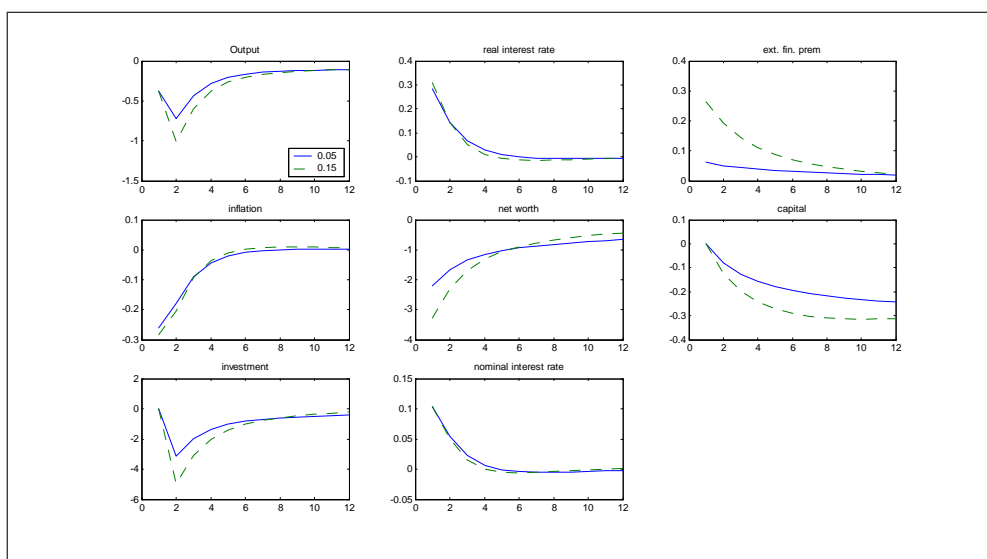 Output
real interest rate
ext. fin. prem
0
-0.5
-1
-1.5
0 2 4 6 8 10 12
0.05
0.15
0.4
0.3
0.2
0.1
0
-0.1
0 2 4 6 8 10 12
0.4
0.3
0.2
0.1
0
0 2 4 6 8 10 12
inflation
net worth
capital
0.1
0
-0.1
-0.2
-0.3
0 2 4 6 8 10 12
0
-1
-2
-3
-4
0 2 4 6 8 10 12
0.1
0
-0.1
-0.2
-0.3
-0.4
0 2 4 6 8 10 12
investment
nominal interest rate
2
0
-2
-4
-6
0 2 4 6 8 10 12
0.15
0.1
0.05
0
-0.05
0 2 4 6 8 10 12